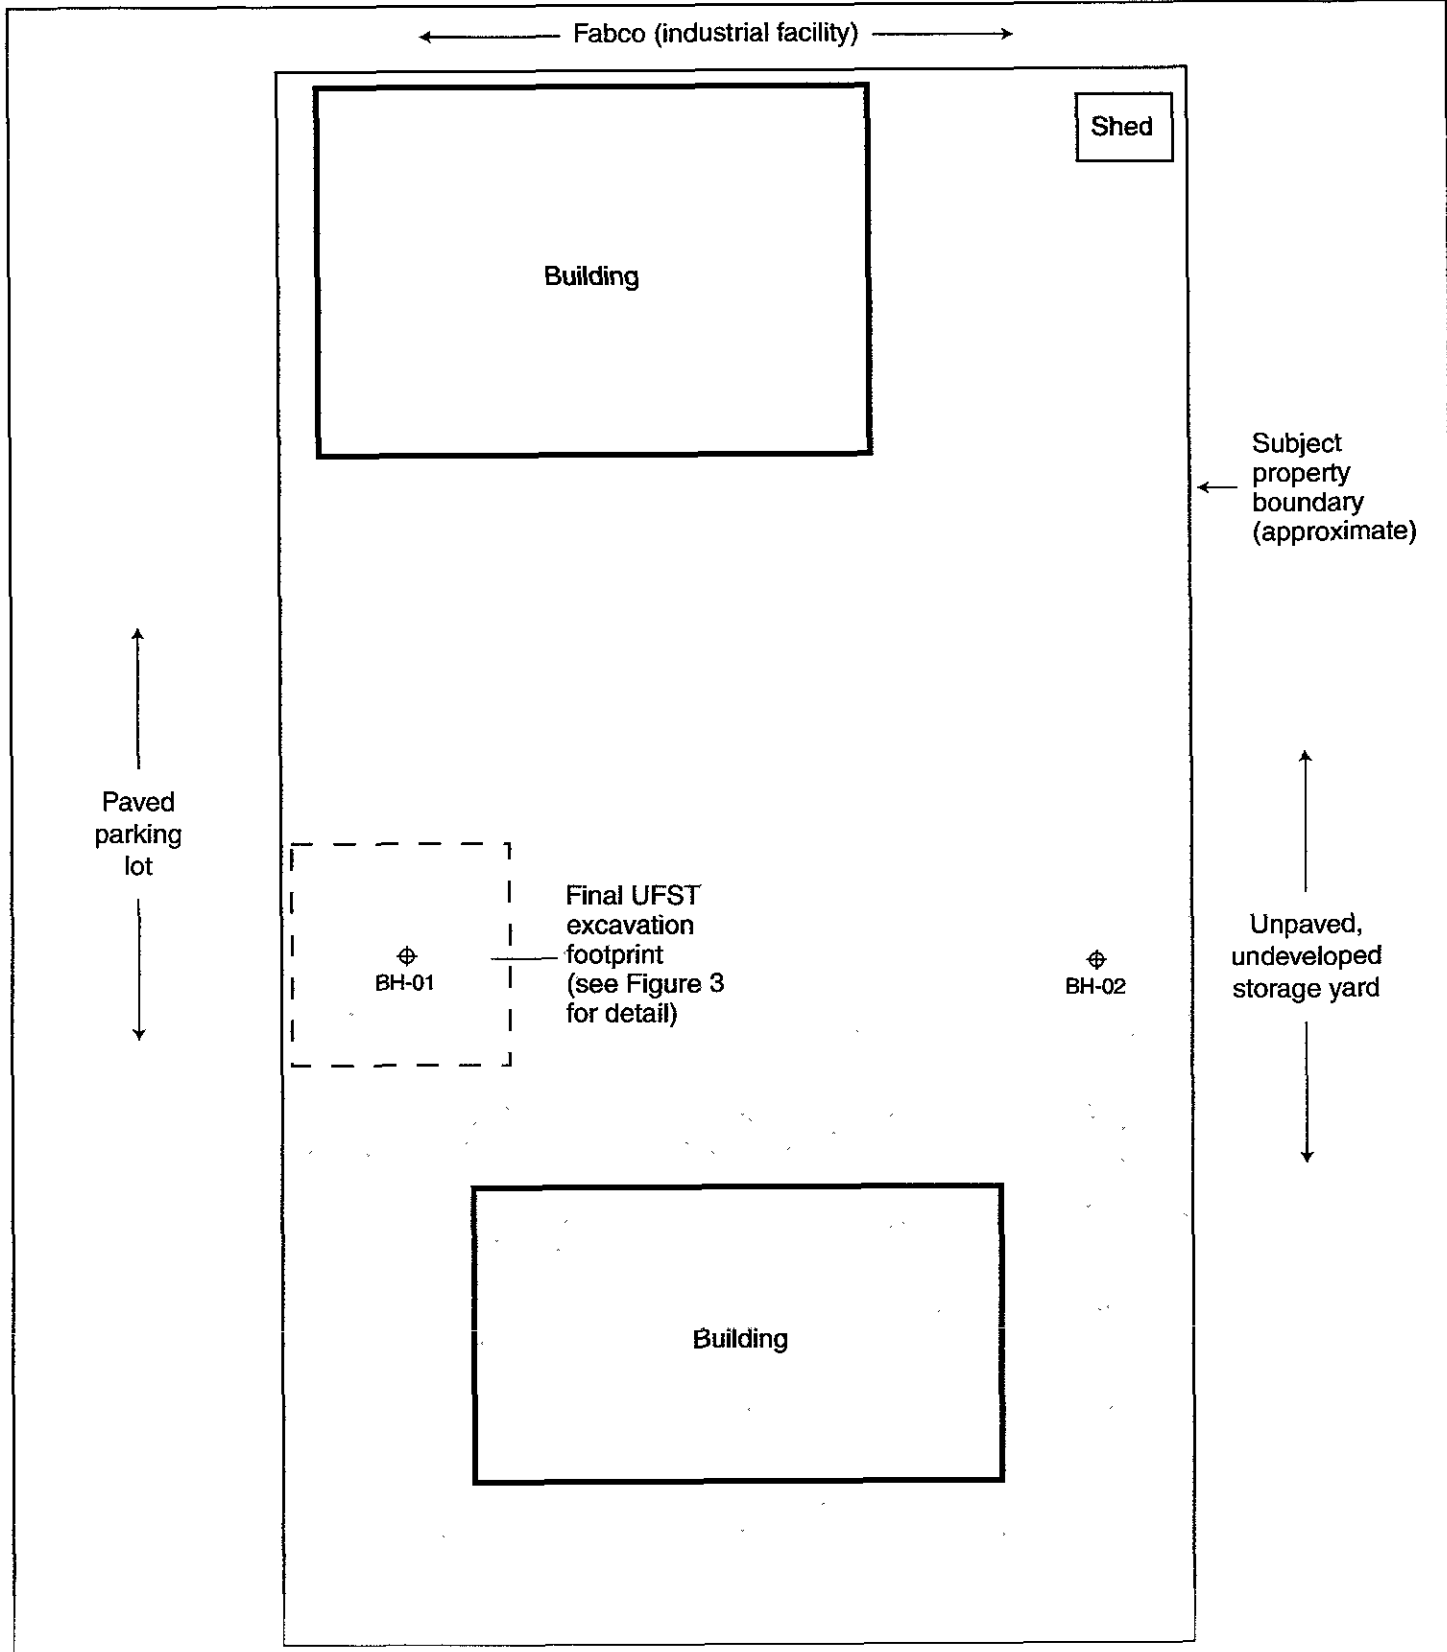 Fabco (industrial facility)
Shed
Building
Subject
property
boundary
(approximate)
Paved
parking
lot
Final UFST
excavation
footprint
(see Figure 3
for detail)
BH-01
BH-02
Unpaved,
undeveloped
storage yard
Building